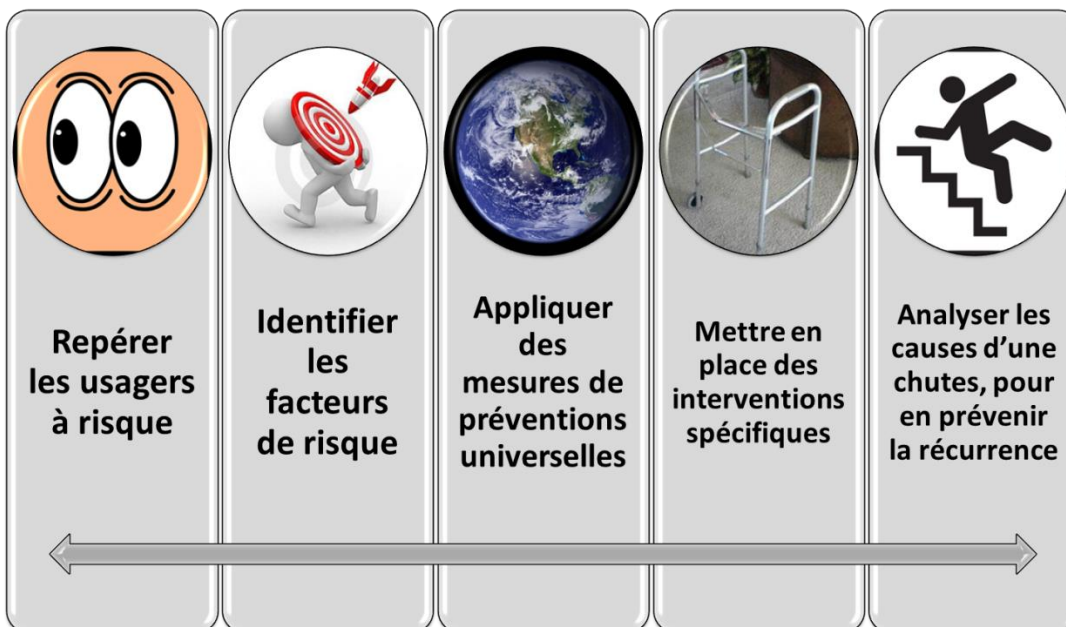 Repérer
les usagers
à risque
Identifier
les
facteurs
de risque
Appliquer
des
mesures de
préventions
universelles
Mettre en
place des
interventions
spécifiques
Analyser les
causes d’une
chutes, pour
en prévenir
la récurrence